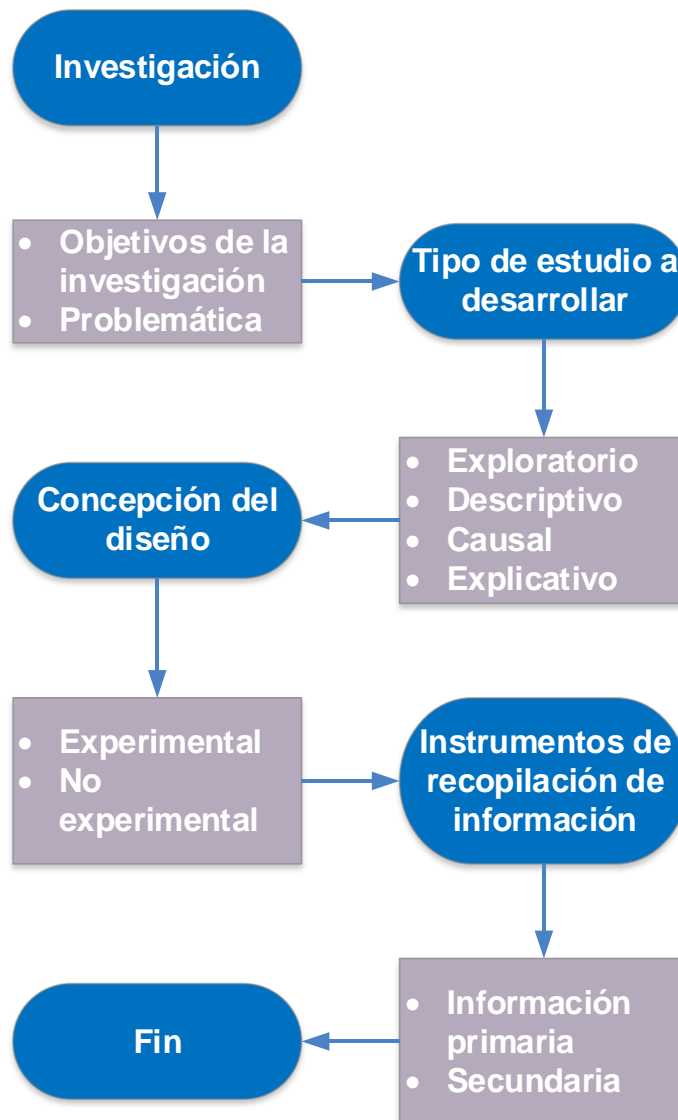 Investigación
• Objetivos de la
investigación
• Problemática
Tipo de estudio a
desarrollar
• Exploratorio
• Descriptivo
• Causal
• Explicativo
Concepción del
diseño
• Experimental
• No
experimental
Instrumentos de
recopilación de
información
• Información
primaria
• Secundaria
Fin